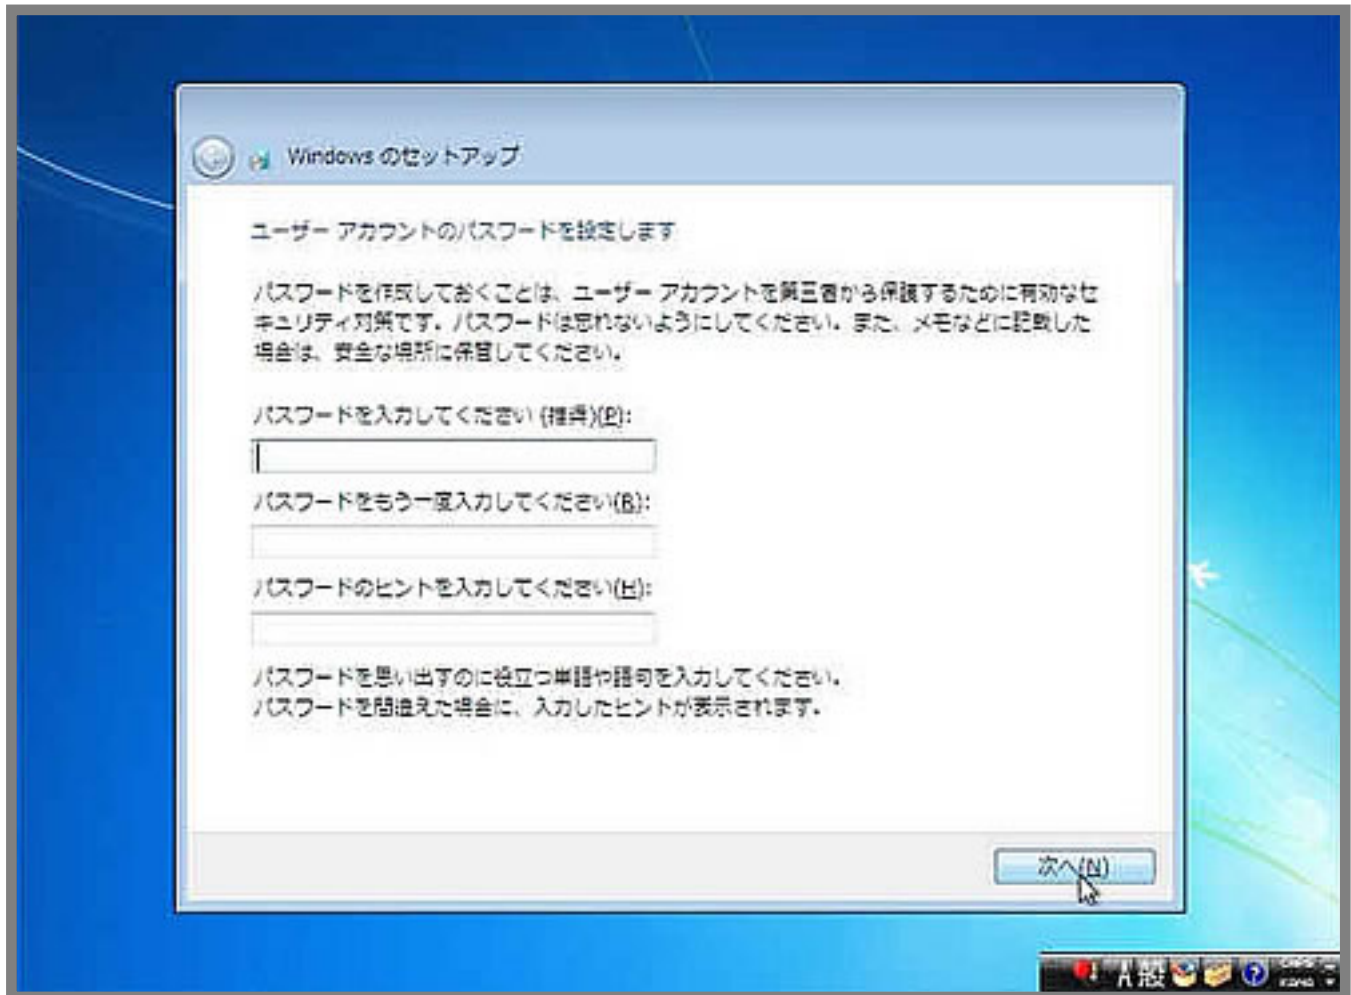 Windows のセットアップ
ユーザー アカウントのパスワードを設定します
パスワードを作成しておくことは、ユーザー アカウントを第三者から保護するために有効なセ
キュリティ対策です。パスワードは忘れないようにしてください。また、メモなどに記載した
場合は、安全な場所に保管してください。
パスワードを入力してください (推奨)(P):
パスワードをもう一度入力してください(R):
パスワードのヒントを入力してください(H):
パスワードを思い出すのに役立つ単語や語句を入力してください。
パスワードを間違えた場合に、入力したヒントが表示されます。
次へ(N)
A 般 CAPS
KANA